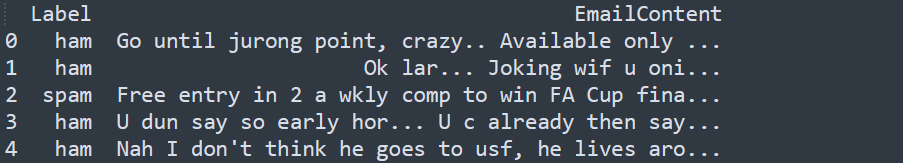 Label EmailContent
0 ham Go until jurong point, crazy.. Available only ...
1 ham Ok lar... Joking wif u oni...
2 spam Free entry in 2 a wkly comp to win FA Cup fina...
3 ham U dun say so early hor... U c already then say...
4 ham Nah I don't think he goes to usf, he lives aro...